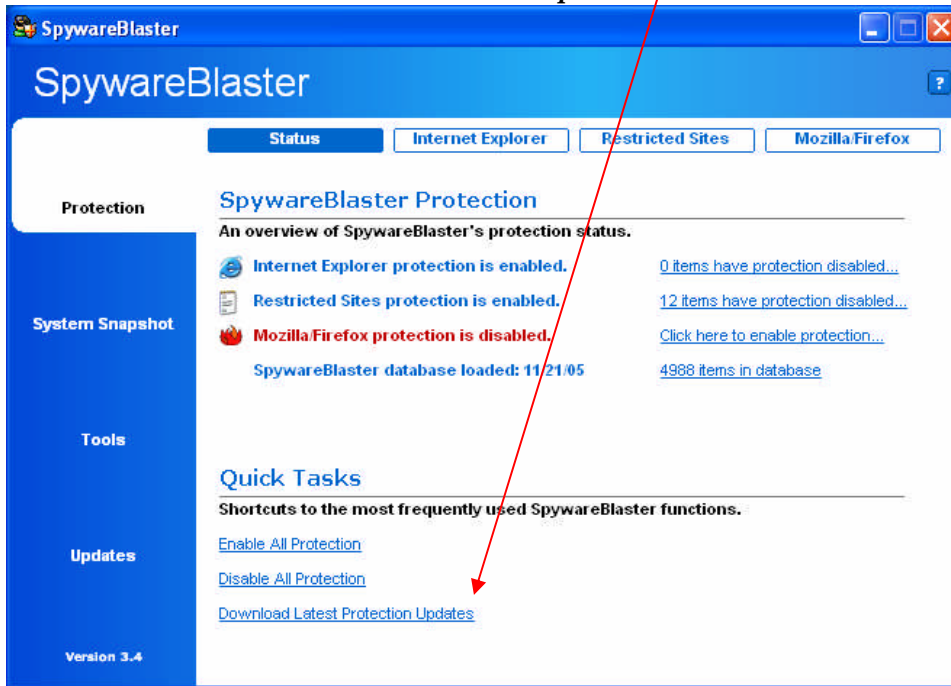 SpywareBlaster
SpywareBlaster
?
Status Internet Explorer Restricted Sites Mozilla/Firefox
Protection
System Snapshot
Tools
Updates
Version 3.4
SpywareBlaster Protection
An overview of SpywareBlaster's protection status.
Internet Explorer protection is enabled. 0 items have protection disabled...
Restricted Sites protection is enabled. 12 items have protection disabled...
Mozilla/Firefox protection is disabled. Click here to enable protection...
SpywareBlaster database loaded: 11/21/05 4988 items in database
Quick Tasks
Shortcuts to the most frequently used SpywareBlaster functions.
Enable All Protection
Disable All Protection
Download Latest Protection Updates